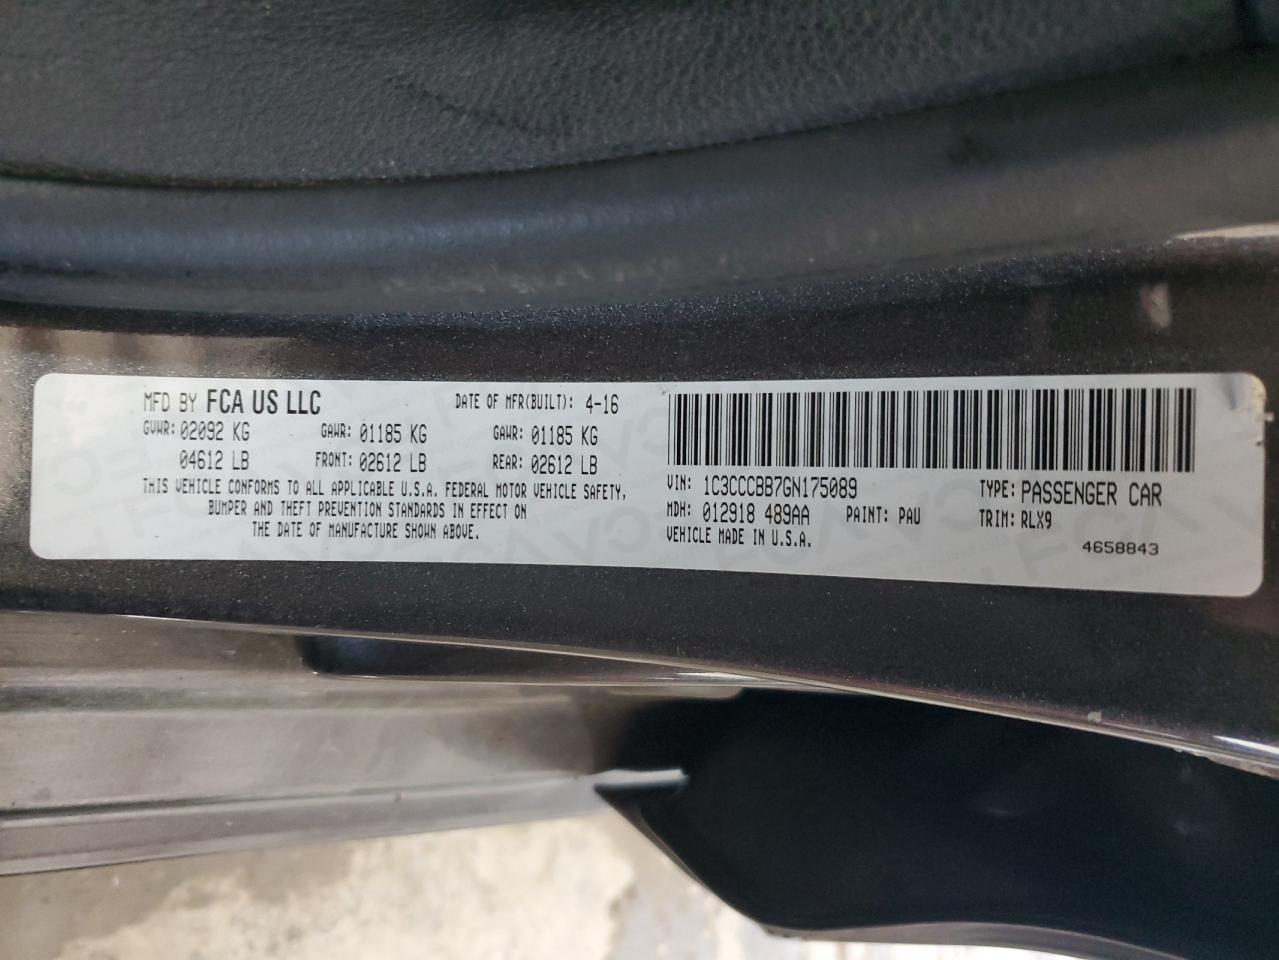 MFD BY FCA US LLC DATE OF MFR(BUILT): 4-16
GVWR: 02092 KG GAWR: 01185 KG GAWR: 01185 KG
04612 LB FRONT: 02612 LB REAR: 02612 LB
THIS VEHICLE CONFORMS TO ALL APPLICABLE U.S.A. FEDERAL MOTOR VEHICLE SAFETY,
BUMPER AND THEFT PREVENTION STANDARDS IN EFFECT ON
THE DATE OF MANUFACTURE SHOWN ABOVE.
VIN: 1C3CCCBB7GN175089 TYPE: PASSENGER CAR
MDH: 012918 489AA PAINT: PAU TRIM: RLX9
VEHICLE MADE IN U.S.A. 4658843